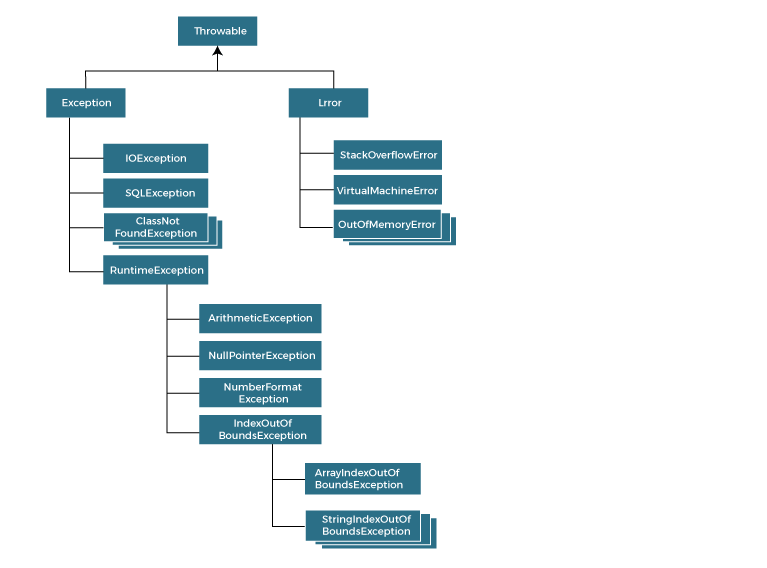 Throwable
Exception
Lrror
IOException
SQLException
ClassNot
FoundException
RuntimeException
StackOverflowError
VirtualMachineError
OutOfMemoryError
ArithmeticException
NullPointerException
NumberFormat
Exception
IndexOutOf
BoundsException
ArrayIndexOutOf
BoundsException
StringIndexOutOf
BoundsException